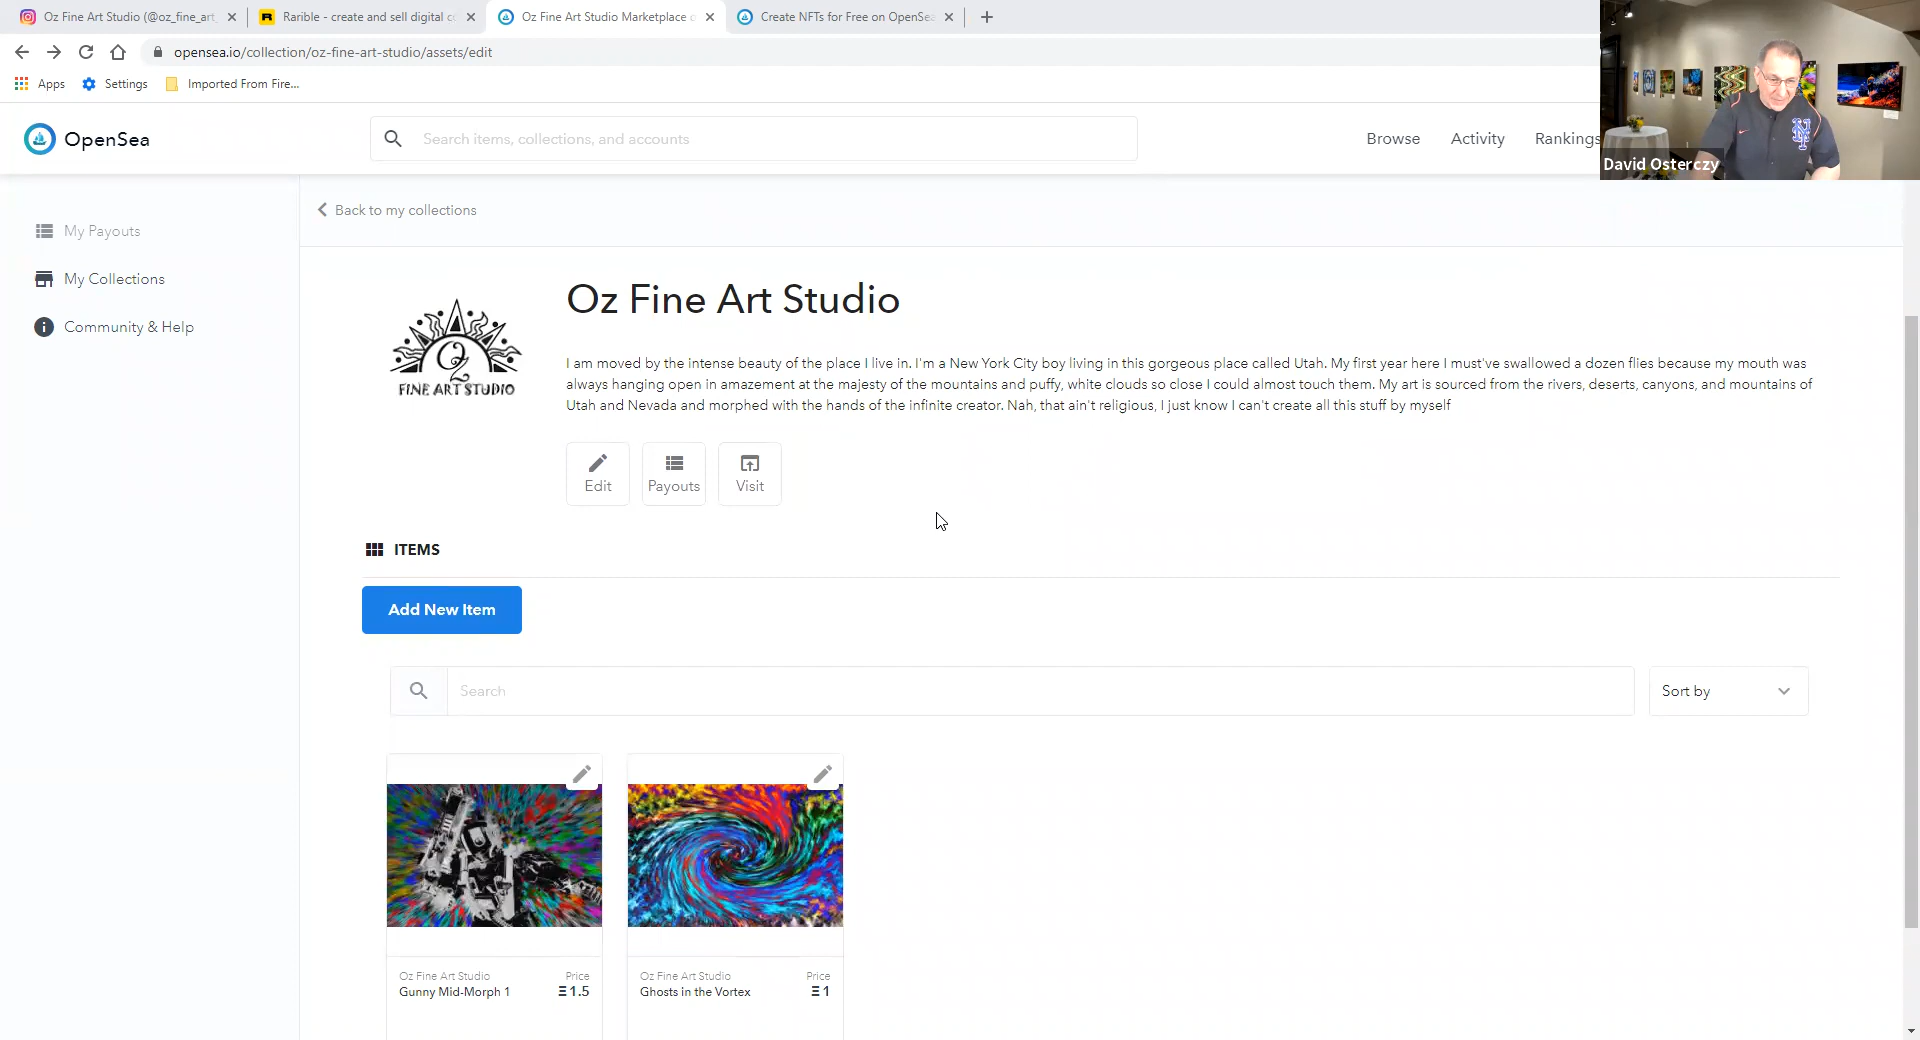 Oz Fine Art Studio (@oz_fine_art_
Rarible - create and sell digital co
Oz Fine Art Studio Marketplace o
Create NFTs for Free on OpenSea
opensea.io/collection/oz-fine-art-studio/assets/edit
Apps
Settings
Imported From Fire...
OpenSea
Search items, collections, and accounts
Browse
Activity
Rankings
David Osterczy
My Payouts
My Collections
Community & Help
Back to my collections
Oz Fine Art Studio
OZ
FINE ART STUDIO
I am moved by the intense beauty of the place I live in. I'm a New York City boy living in this gorgeous place called Utah. My first year here I must've swallowed a dozen flies because my mouth was
always hanging open in amazement at the majesty of the mountains and puffy, white clouds so close I could almost touch them. My art is sourced from the rivers, deserts, canyons, and mountains of
Utah and Nevada and morphed with the hands of the infinite creator. Nah, that ain't religious, I just know I can't create all this stuff by myself
Edit
Payouts
Visit
ITEMS
Add New Item
Search
Sort by
Oz Fine Art Studio
Price
Gunny Mid-Morph 1
Ξ1.5
Oz Fine Art Studio
Price
Ghosts in the Vortex
Ξ1
NY